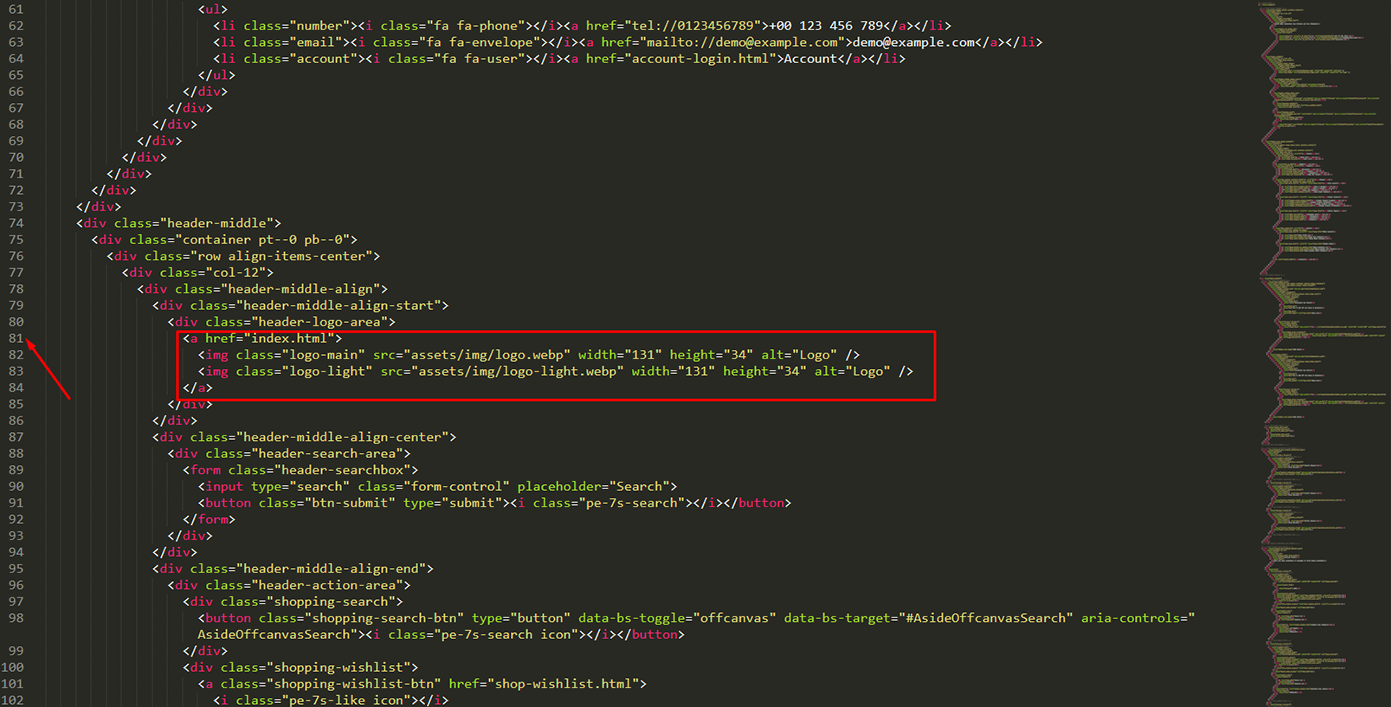 61 <ul>
62 <li class="number"><i class="fa fa-phone"></i><a href="tel://0123456789">+00 123 456 789</a></li>
63 <li class="email"><i class="fa fa-envelope"></i><a href="mailto://demo@example.com">demo@example.com</a></li>
64 <li class="account"><i class="fa fa-user"></i><a href="account-login.html">Account</a></li>
65 </ul>
66 </div>
67 </div>
68 </div>
69 </div>
70 </div>
71 </div>
72 </div>
73 </div>
74 <div class="header-middle">
75 <div class="container pt--0 pb--0">
76 <div class="row align-items-center">
77 <div class="col-12">
78 <div class="header-middle-align">
79 <div class="header-middle-align-start">
80 <div class="header-logo-area">
81 <a href="index.html">
82 <img class="logo-main" src="assets/img/logo.webp" width="131" height="34" alt="Logo" />
83 <img class="logo-light" src="assets/img/logo-light.webp" width="131" height="34" alt="Logo" />
84 </a>
85 </div>
86 </div>
87 <div class="header-middle-align-center">
88 <div class="header-search-area">
89 <form class="header-searchbox">
90 <input type="search" class="form-control" placeholder="Search">
91 <button class="btn-submit" type="submit"><i class="pe-7s-search"></i></button>
92 </form>
93 </div>
94 </div>
95 <div class="header-middle-align-end">
96 <div class="header-action-area">
97 <div class="shopping-search">
98 <button class="shopping-search-btn" type="button" data-bs-toggle="offcanvas" data-bs-target="#AsideOffcanvasSearch" aria-controls="
AsideOffcanvasSearch"><i class="pe-7s-search icon"></i></button>
99 </div>
100 <div class="shopping-wishlist">
101 <a class="shopping-wishlist-btn" href="shop-wishlist.html">
102 <i class="pe-7s-like icon"></i>